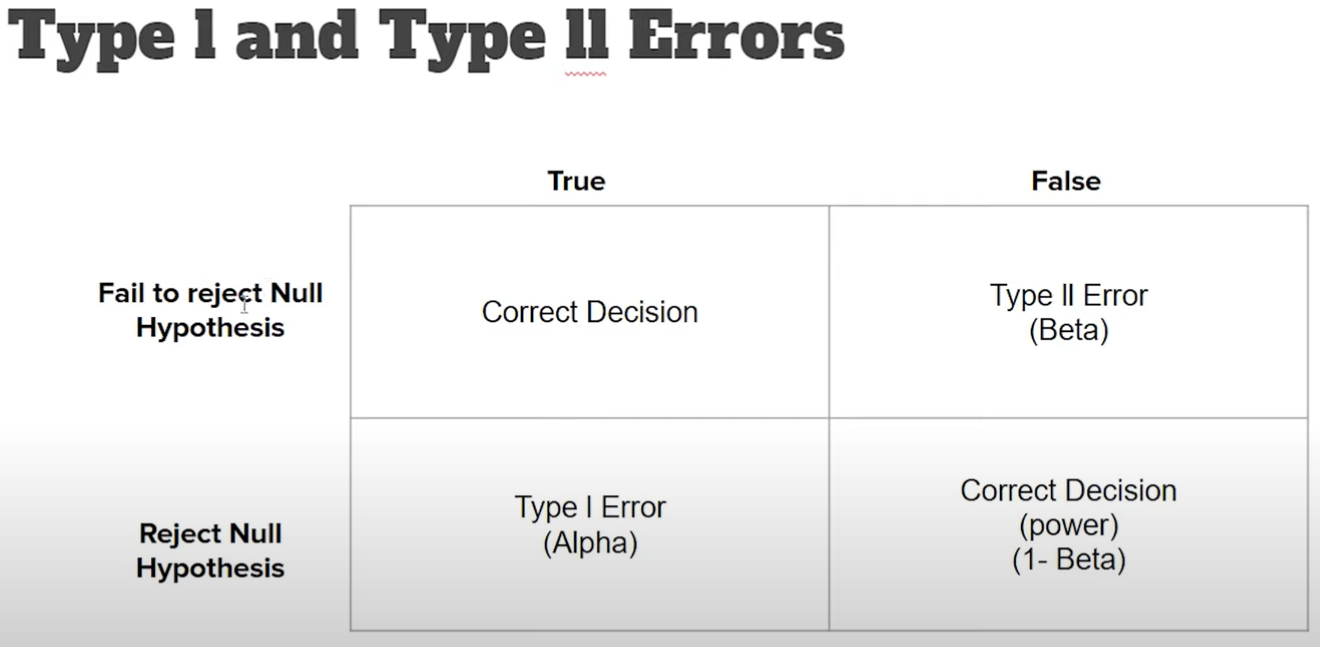 Type l and Type ll Errors
True
False
Fail to reject Null
Hypothesis
Correct Decision
Type II Error
(Beta)
Reject Null
Hypothesis
Type I Error
(Alpha)
Correct Decision
(power)
(1- Beta)